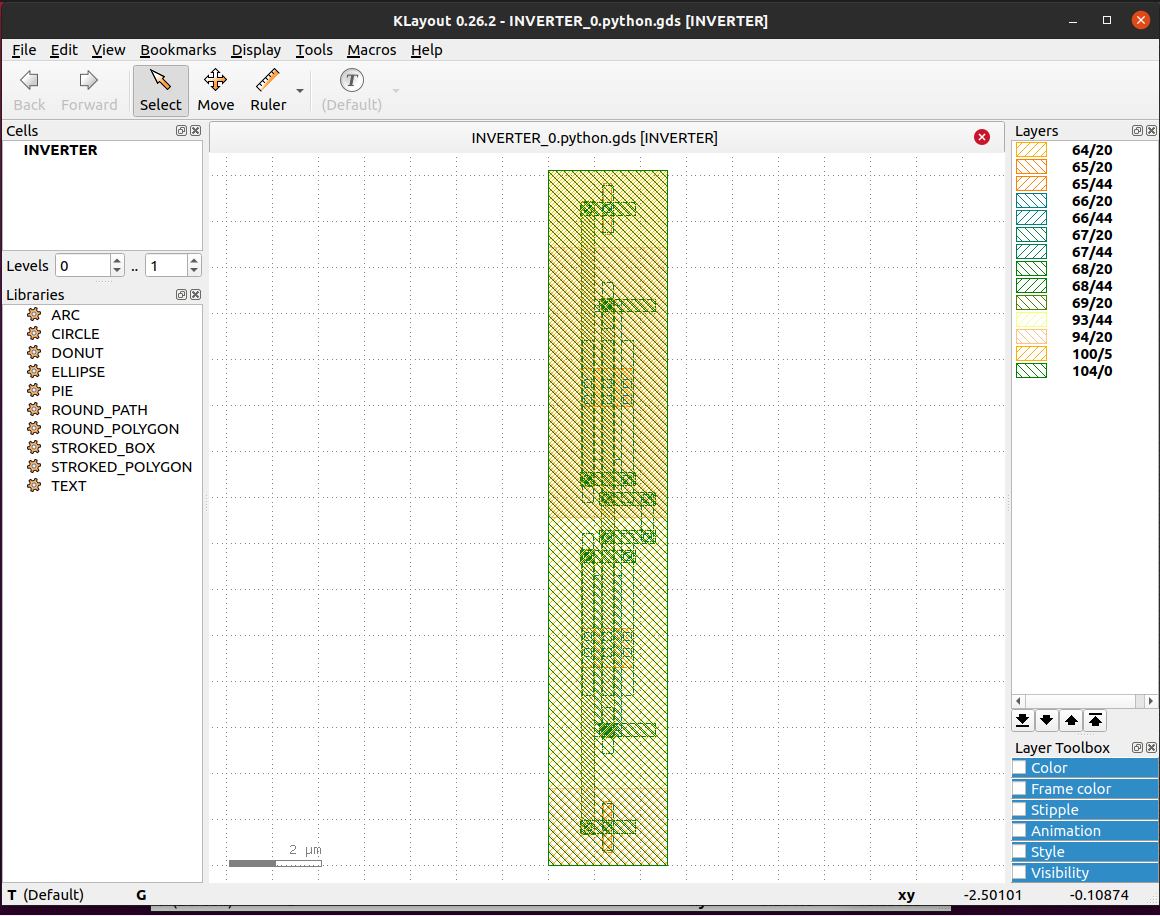 KLayout 0.26.2 - INVERTER_0.python.gds [INVERTER]
File Edit View Bookmarks Display Tools Macros Help
Back Forward Select Move Ruler T (Default)
Cells
INVERTER
Levels 0 .. 1
Libraries
ARC
CIRCLE
DONUT
ELLIPSE
PIE
ROUND_PATH
ROUND_POLYGON
STROKED_BOX
STROKED_POLYGON
TEXT
INVERTER_0.python.gds [INVERTER]
2 µm
Layers
64/20
65/20
65/44
66/20
66/44
67/20
67/44
68/20
68/44
69/20
93/44
94/20
100/5
104/0
Layer Toolbox
Color
Frame color
Stipple
Animation
Style
Visibility
T (Default) G xy -2.50101 -0.10874